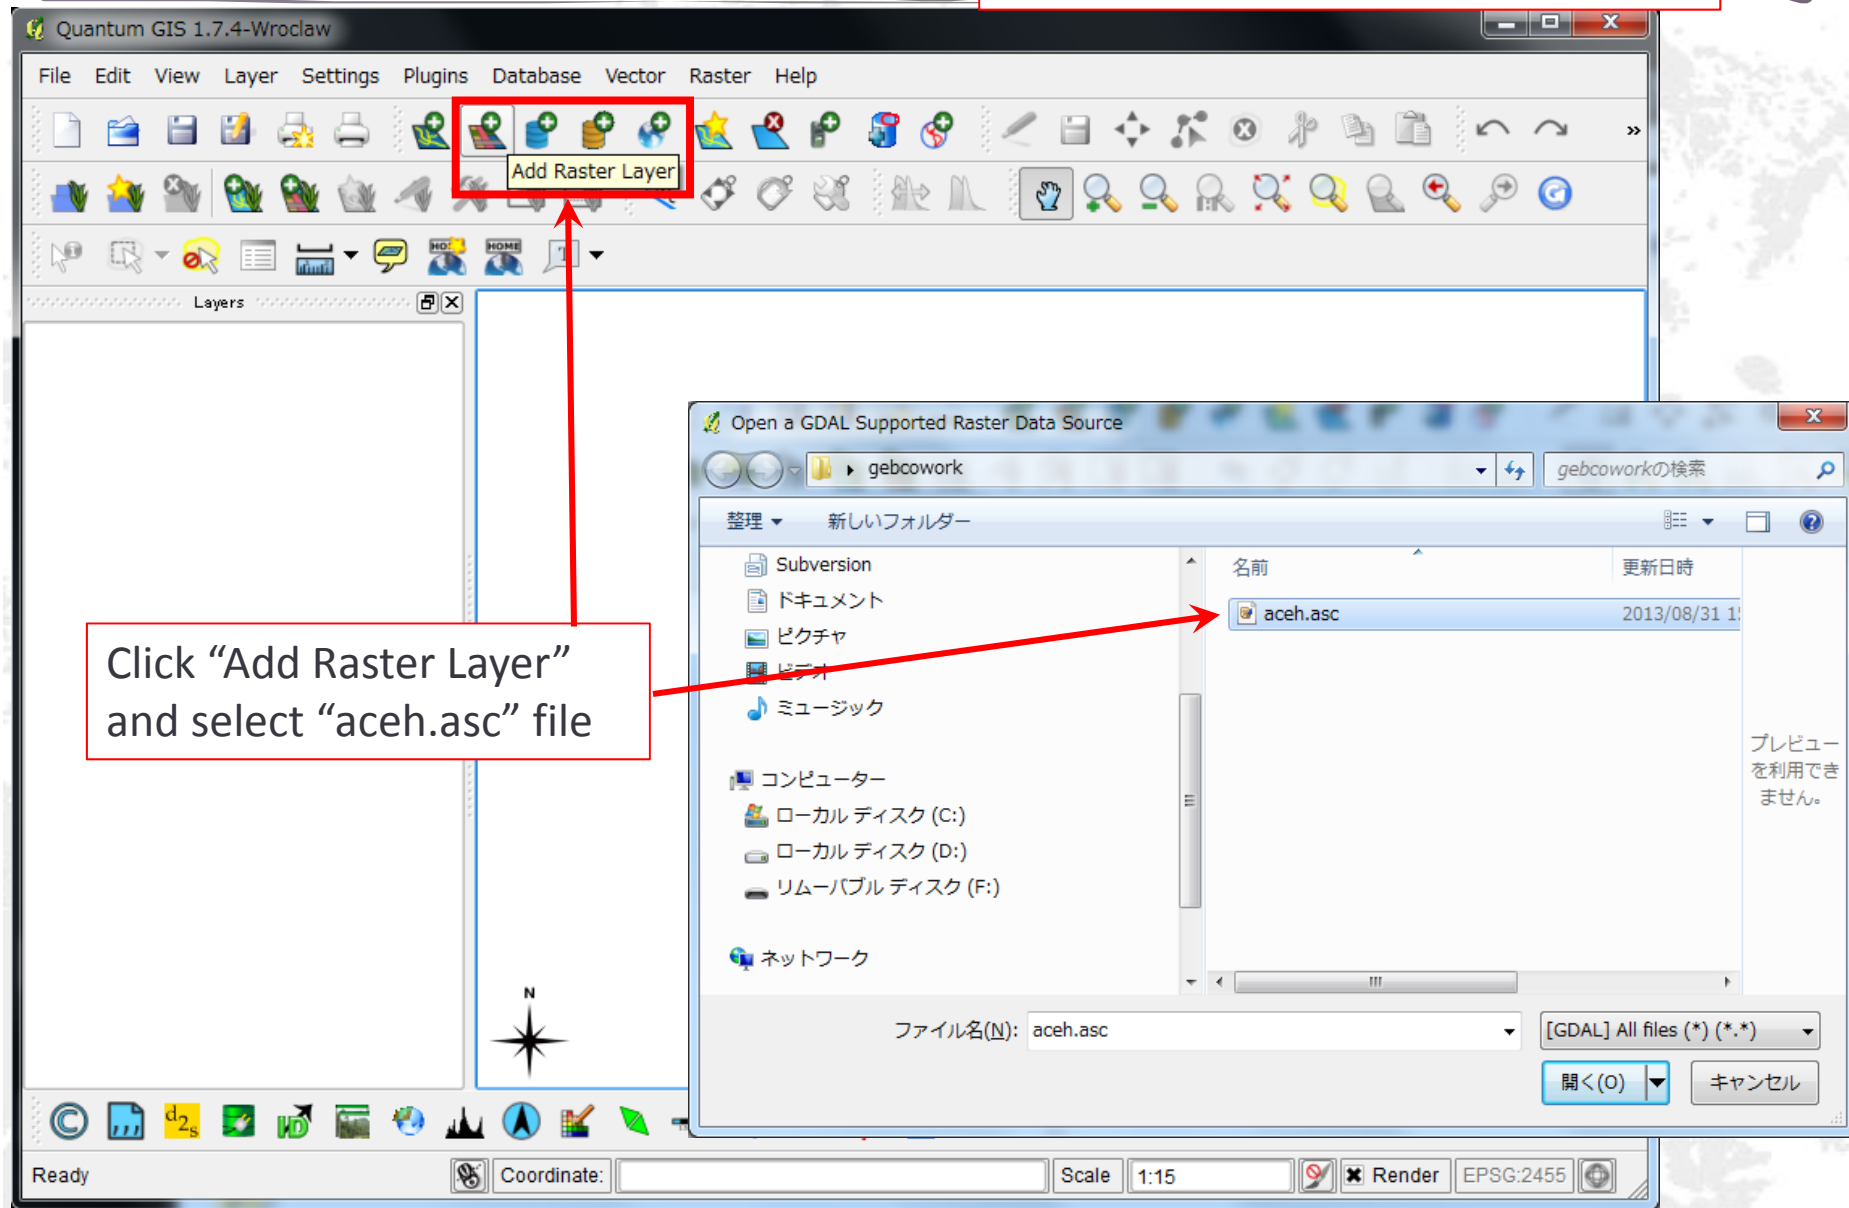 Quantum GIS 1.7.4-Wroclaw
File Edit View Layer Settings Plugins Database Vector Raster Help
»
Add Raster Layer
HOME
T
Layers
Open a GDAL Supported Raster Data Source
gebcowork
gebcoworkの検索
整理 新しいフォルダー
Subversion
ドキュメント
ピクチャ
ビデオ
ミュージック
コンピューター
ローカル ディスク (C:)
ローカル ディスク (D:)
リムーバブル ディスク (F:)
ネットワーク
名前 更新日時
aceh.asc 2013/08/31 1
プレビュー
を利用でき
ません。
Click “Add Raster Layer”
and select “aceh.asc” file
N
ファイル名(N): aceh.asc
[GDAL] All files (*) (*.*)
開く(O) キャンセル
d2s
Ready Coordinate: Scale 1:15 Render EPSG:2455